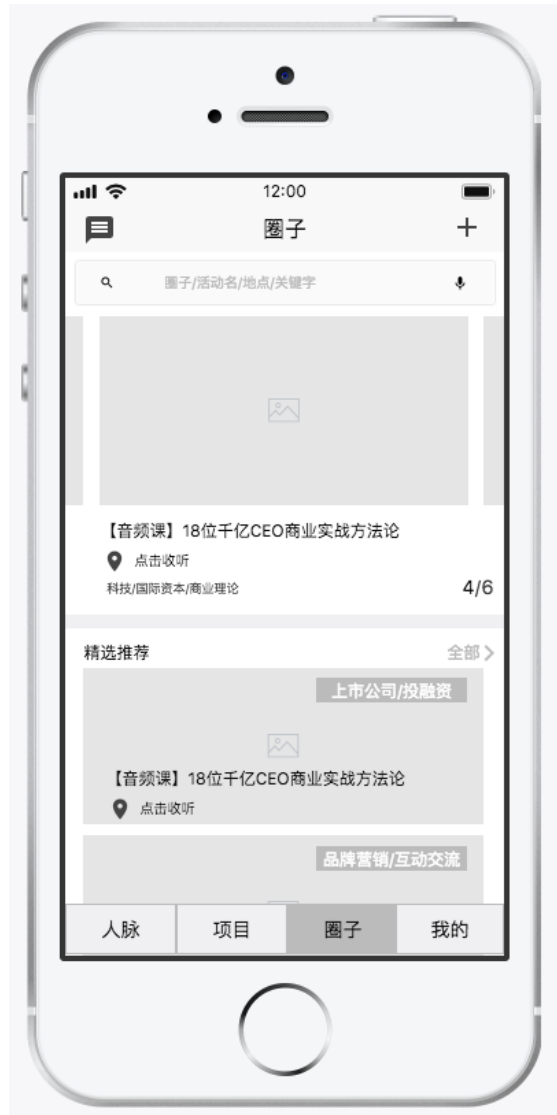 12:00
圈子
圈子/活动名/地点/关键字
【音频课】18位千亿CEO商业实战方法论
点击收听
科技/国际资本/商业理论
4/6
精选推荐
全部
上市公司/投融资
【音频课】18位千亿CEO商业实战方法论
点击收听
品牌营销/互动交流
人脉
项目
圈子
我的